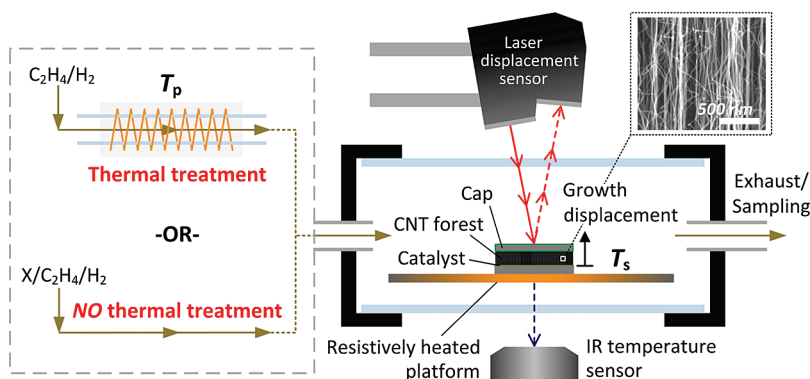 C₂H₄/H₂
Tₚ
Thermal treatment
-OR-
X/C₂H₄/H₂
NO thermal treatment
Laser
displacement
sensor
500 nm
Cap
CNT forest
Catalyst
Growth
displacement
Tₛ
Exhaust/
Sampling
Resistively heated
platform
IR temperature
sensor